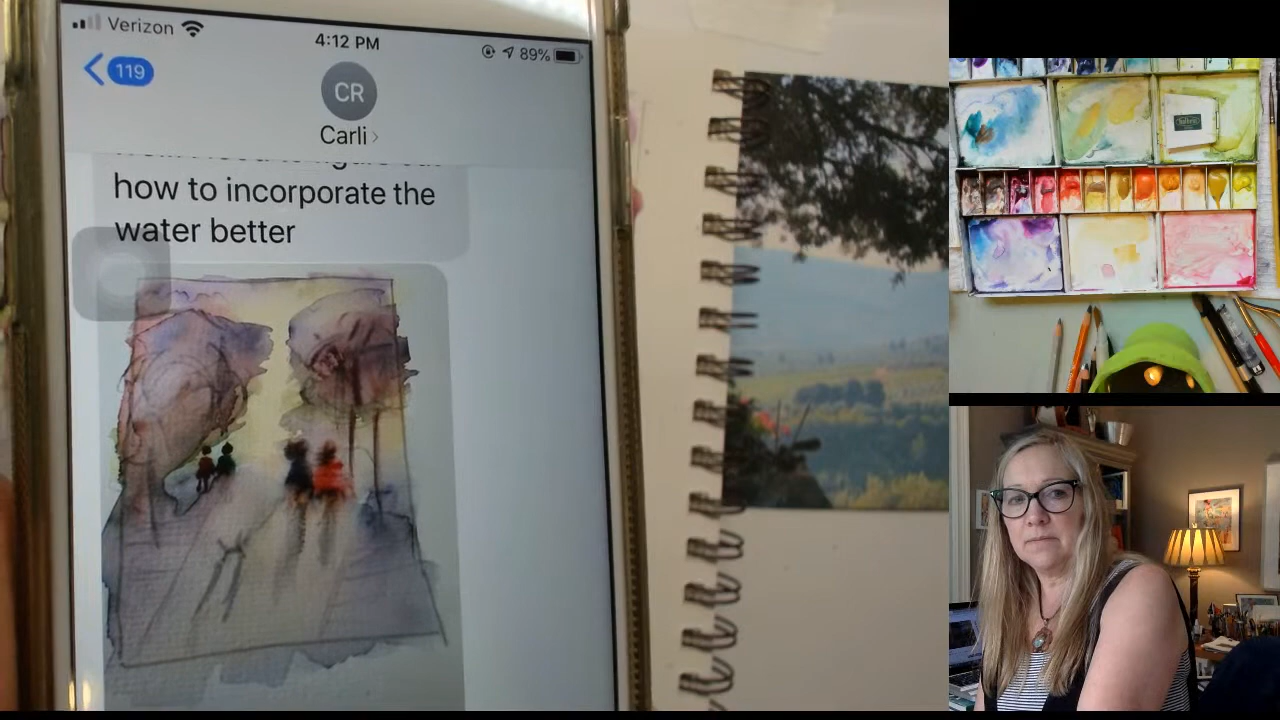 Verizon
4:12 PM
89%
119
CR
Carli
how to incorporate the
water better